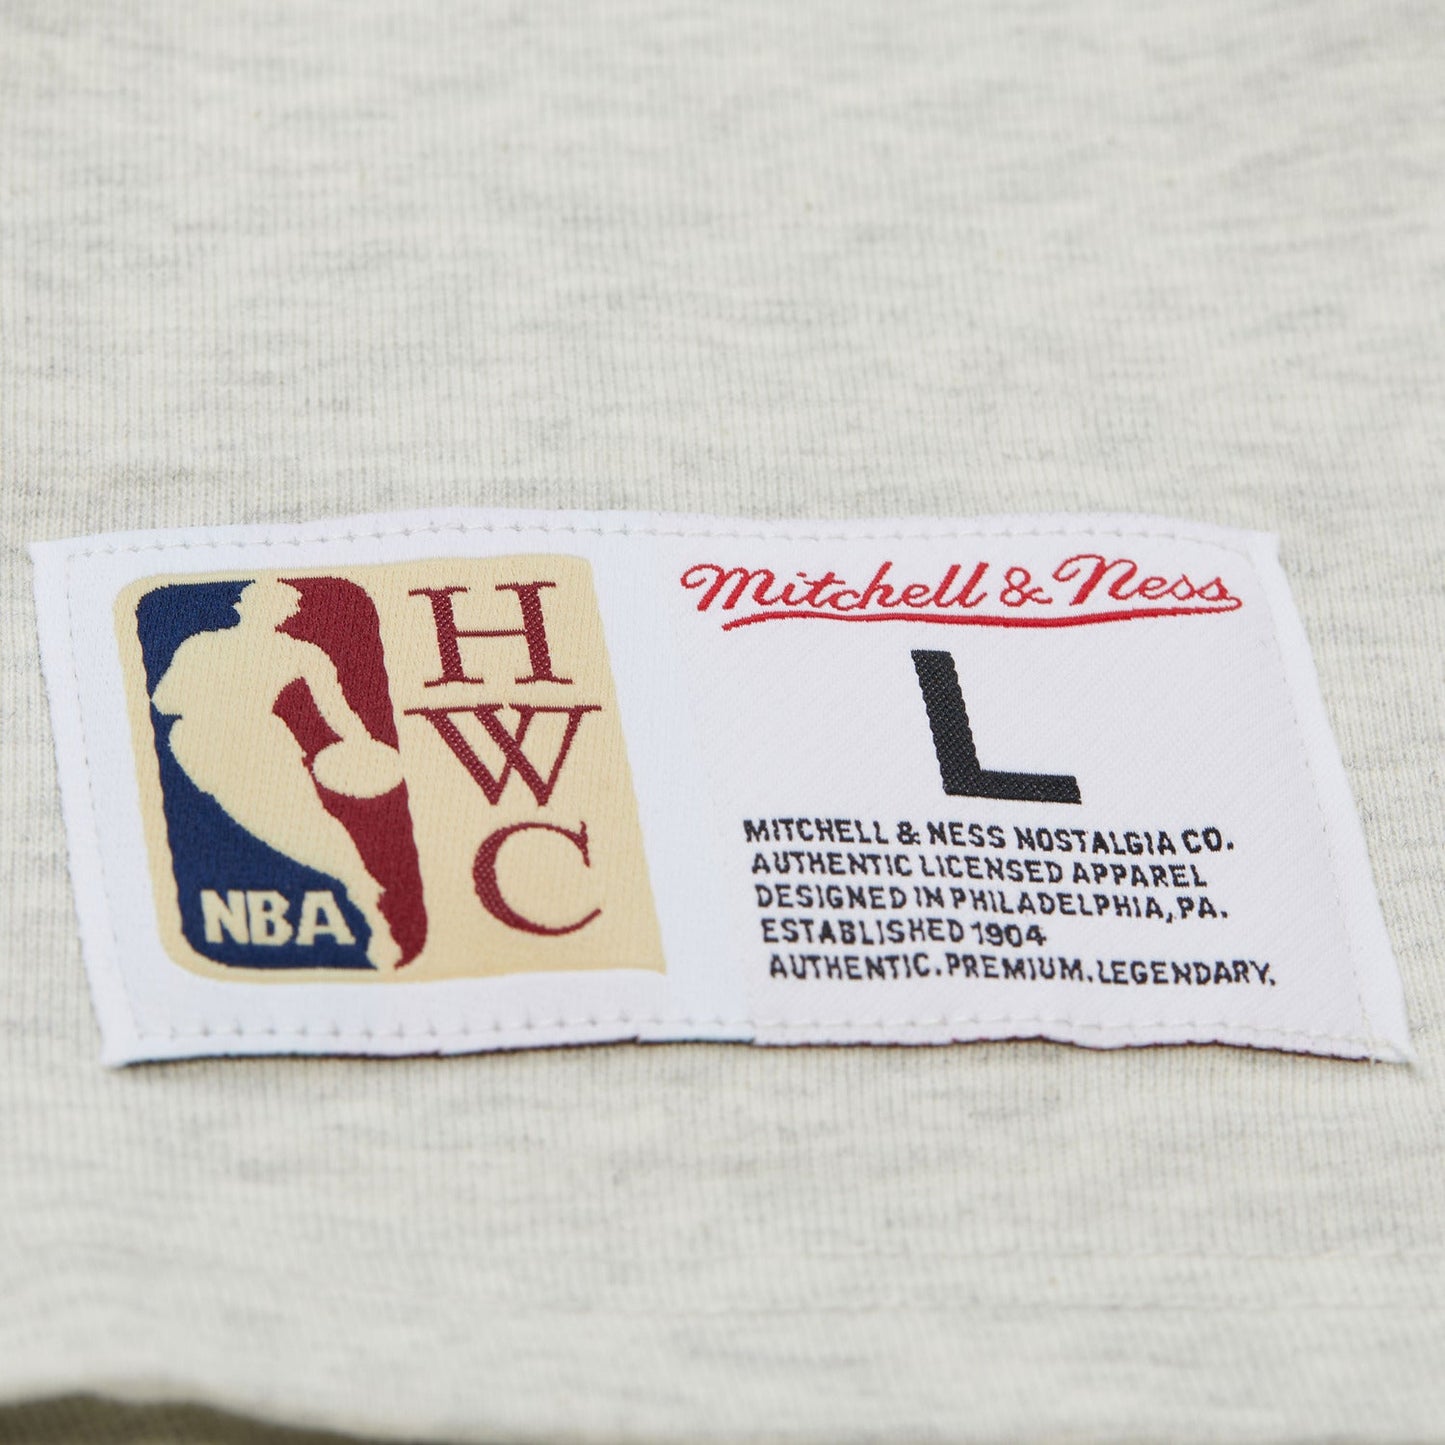 NBA
H
W
C
Mitchell & Ness
L
MITCHELL & NESS NOSTALGIA CO.
AUTHENTIC LICENSED APPAREL
DESIGNED IN PHILADELPHIA, PA.
ESTABLISHED 1904
AUTHENTIC. PREMIUM. LEGENDARY.